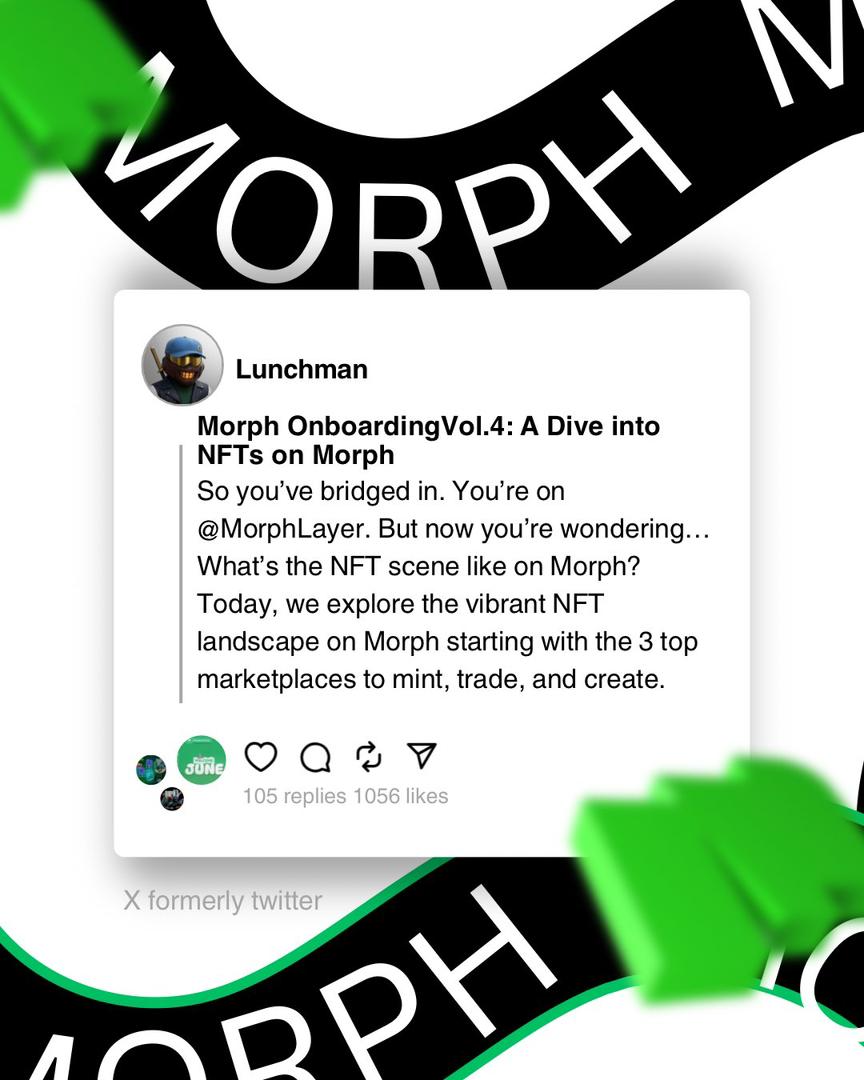 MORPH M
Lunchman
Morph OnboardingVol.4: A Dive into
NFTs on Morph
So you’ve bridged in. You’re on
@MorphLayer. But now you’re wondering…
What’s the NFT scene like on Morph?
Today, we explore the vibrant NFT
landscape on Morph starting with the 3 top
marketplaces to mint, trade, and create.
JUNE
105 replies 1056 likes
X formerly twitter
MORPH